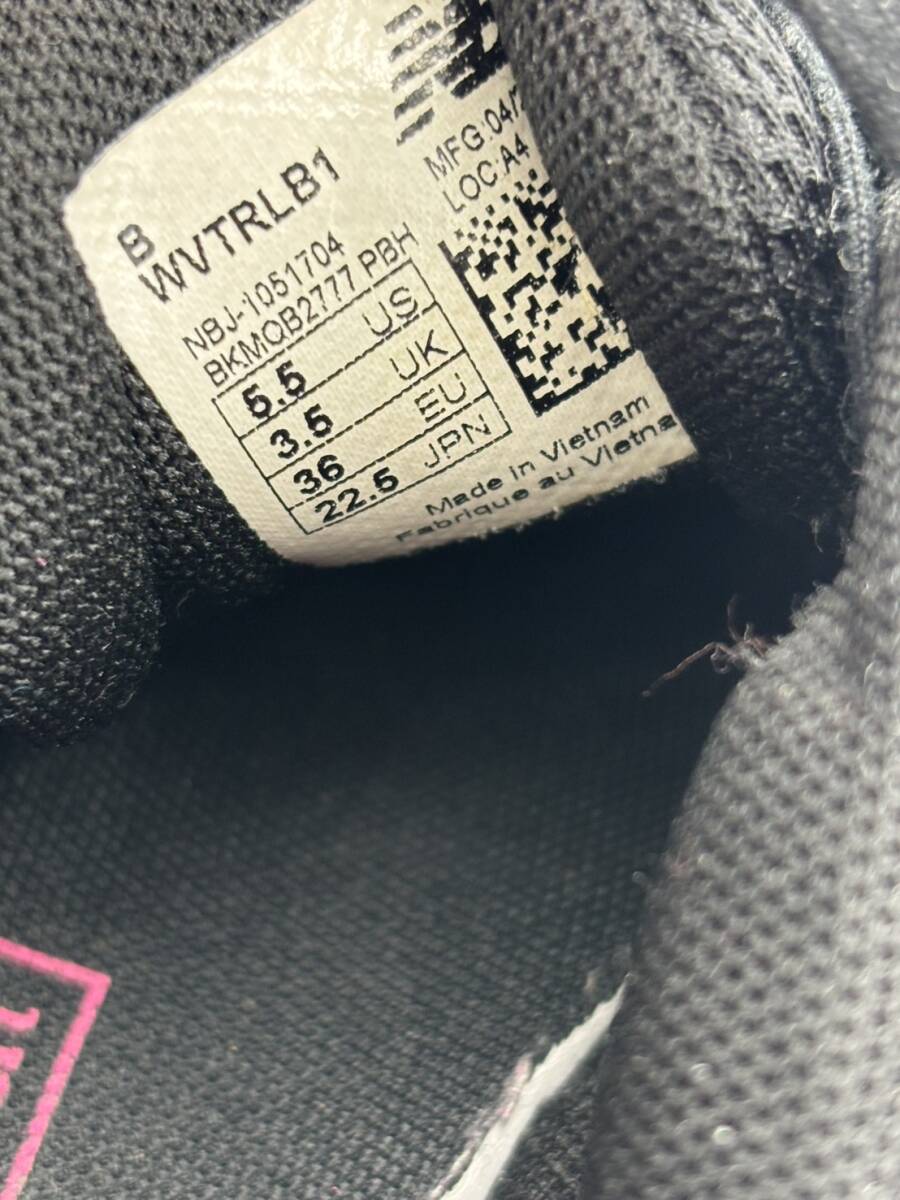 B
WVTRLB1
NBJ-1051704
BKMQB2777 PBH
5.5 US
3.5 UK
36 EU
22.5 JPN
MFG:04/
LOC:A4
Made in Vietnam
Fabrique au Vietna